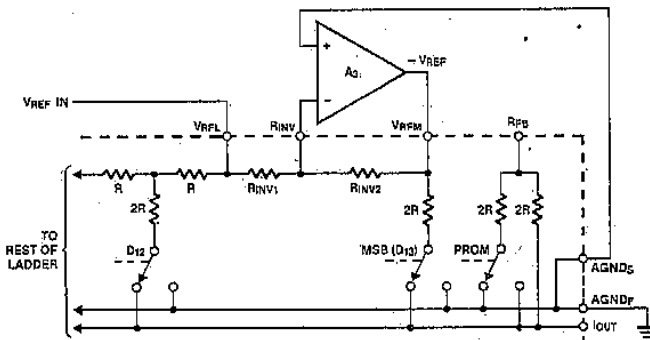 − VREF
A3
+
−
VREF IN
VRFL
RINV
VRFM
RFB
R
R
RINV1
RINV2
2R
2R
2R
2R
D12
MSB (D13)
PROM
TO
REST OF
LADDER
AGNDS
AGNDF
IOUT